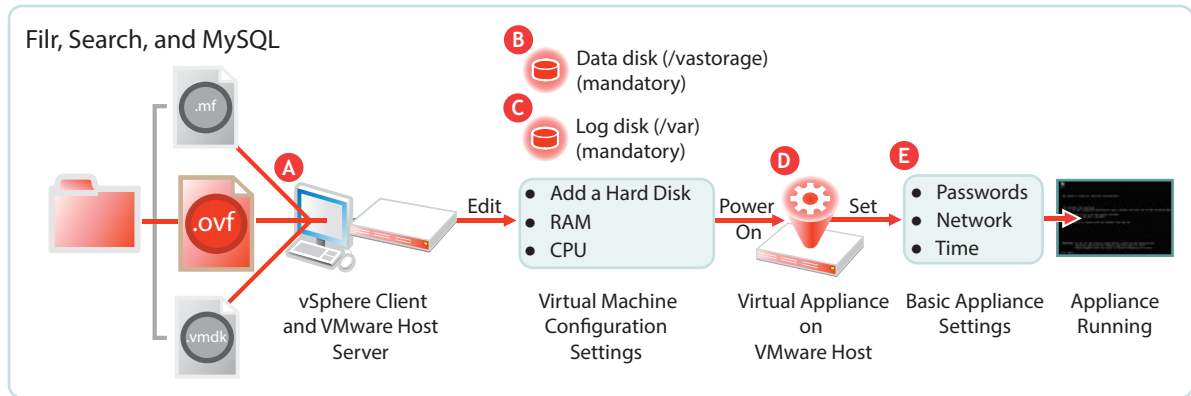 Filr, Search, and MySQL
.mf
.ovf
.vmdk
A
vSphere Client
and VMware Host
Server
Edit
B
Data disk (/vastorage)
(mandatory)
C
Log disk (/var)
(mandatory)
● Add a Hard Disk
● RAM
● CPU
Virtual Machine
Configuration
Settings
Power
On
D
Virtual Appliance
on
VMware Host
Set
E
● Passwords
● Network
● Time
Basic Appliance
Settings
Appliance
Running